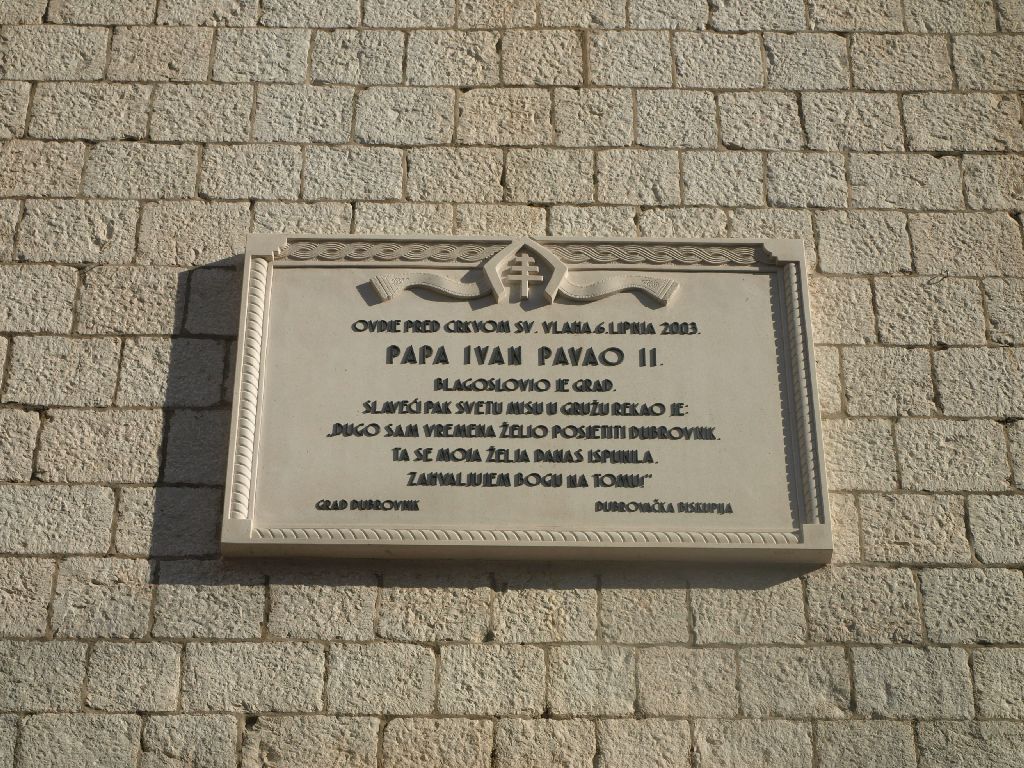 OVDJE PRED CRKVOM SV. VLAHA 6. LIPNJA 2003.
PAPA IVAN PAVAO II.
BLAGOSLOVIO JE GRAD.
SLAVEĆI PAK SVETU MISU U GRUŽU REKAO JE:
„DUGO SAM VREMENA ŽELIO POSJETITI DUBROVNIK.
TA SE MOJA ŽELJA DANAS ISPUNILA.
ZAHVALJUJEM BOGU NA TOMU!“
GRAD DUBROVNIK DUBROVAČKA BISKUPIJA